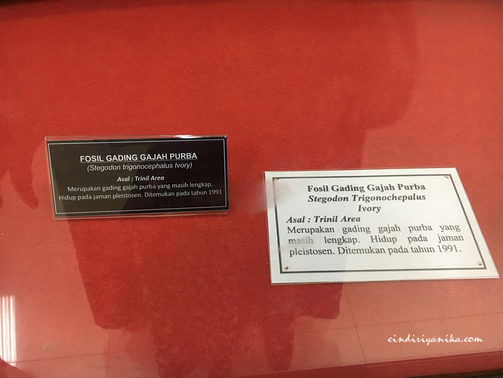 FOSIL GADING GAJAH PURBA
(Stegodon trigonocephalus Ivory)
Asal : Trinil Area
Merupakan gading gajah purba yang masih lengkap.
Hidup pada jaman pleistosen. Ditemukan pada tahun 1991
Fosil Gading Gajah Purba
Stegodon Trigonochepalus
Ivory
Asal : Trinil Area
Merupakan gading gajah purba yang
masih lengkap. Hidup pada jaman
pleistosen. Ditemukan pada tahun 1991.
cindisiyanika.com